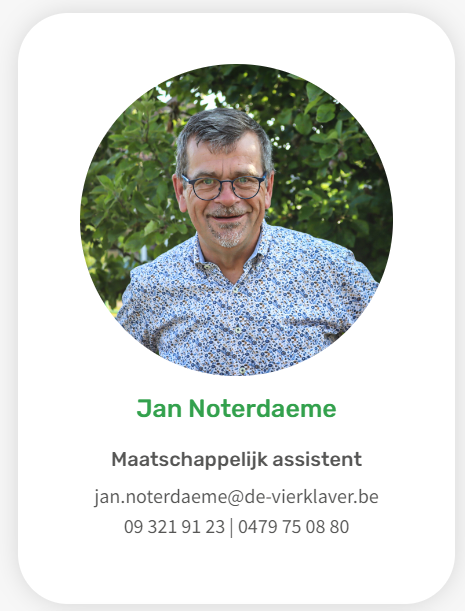 Jan Noterdaeme
Maatschappelijk assistent
jan.noterdaeme@de-vierklaver.be
09 321 91 23 | 0479 75 08 80